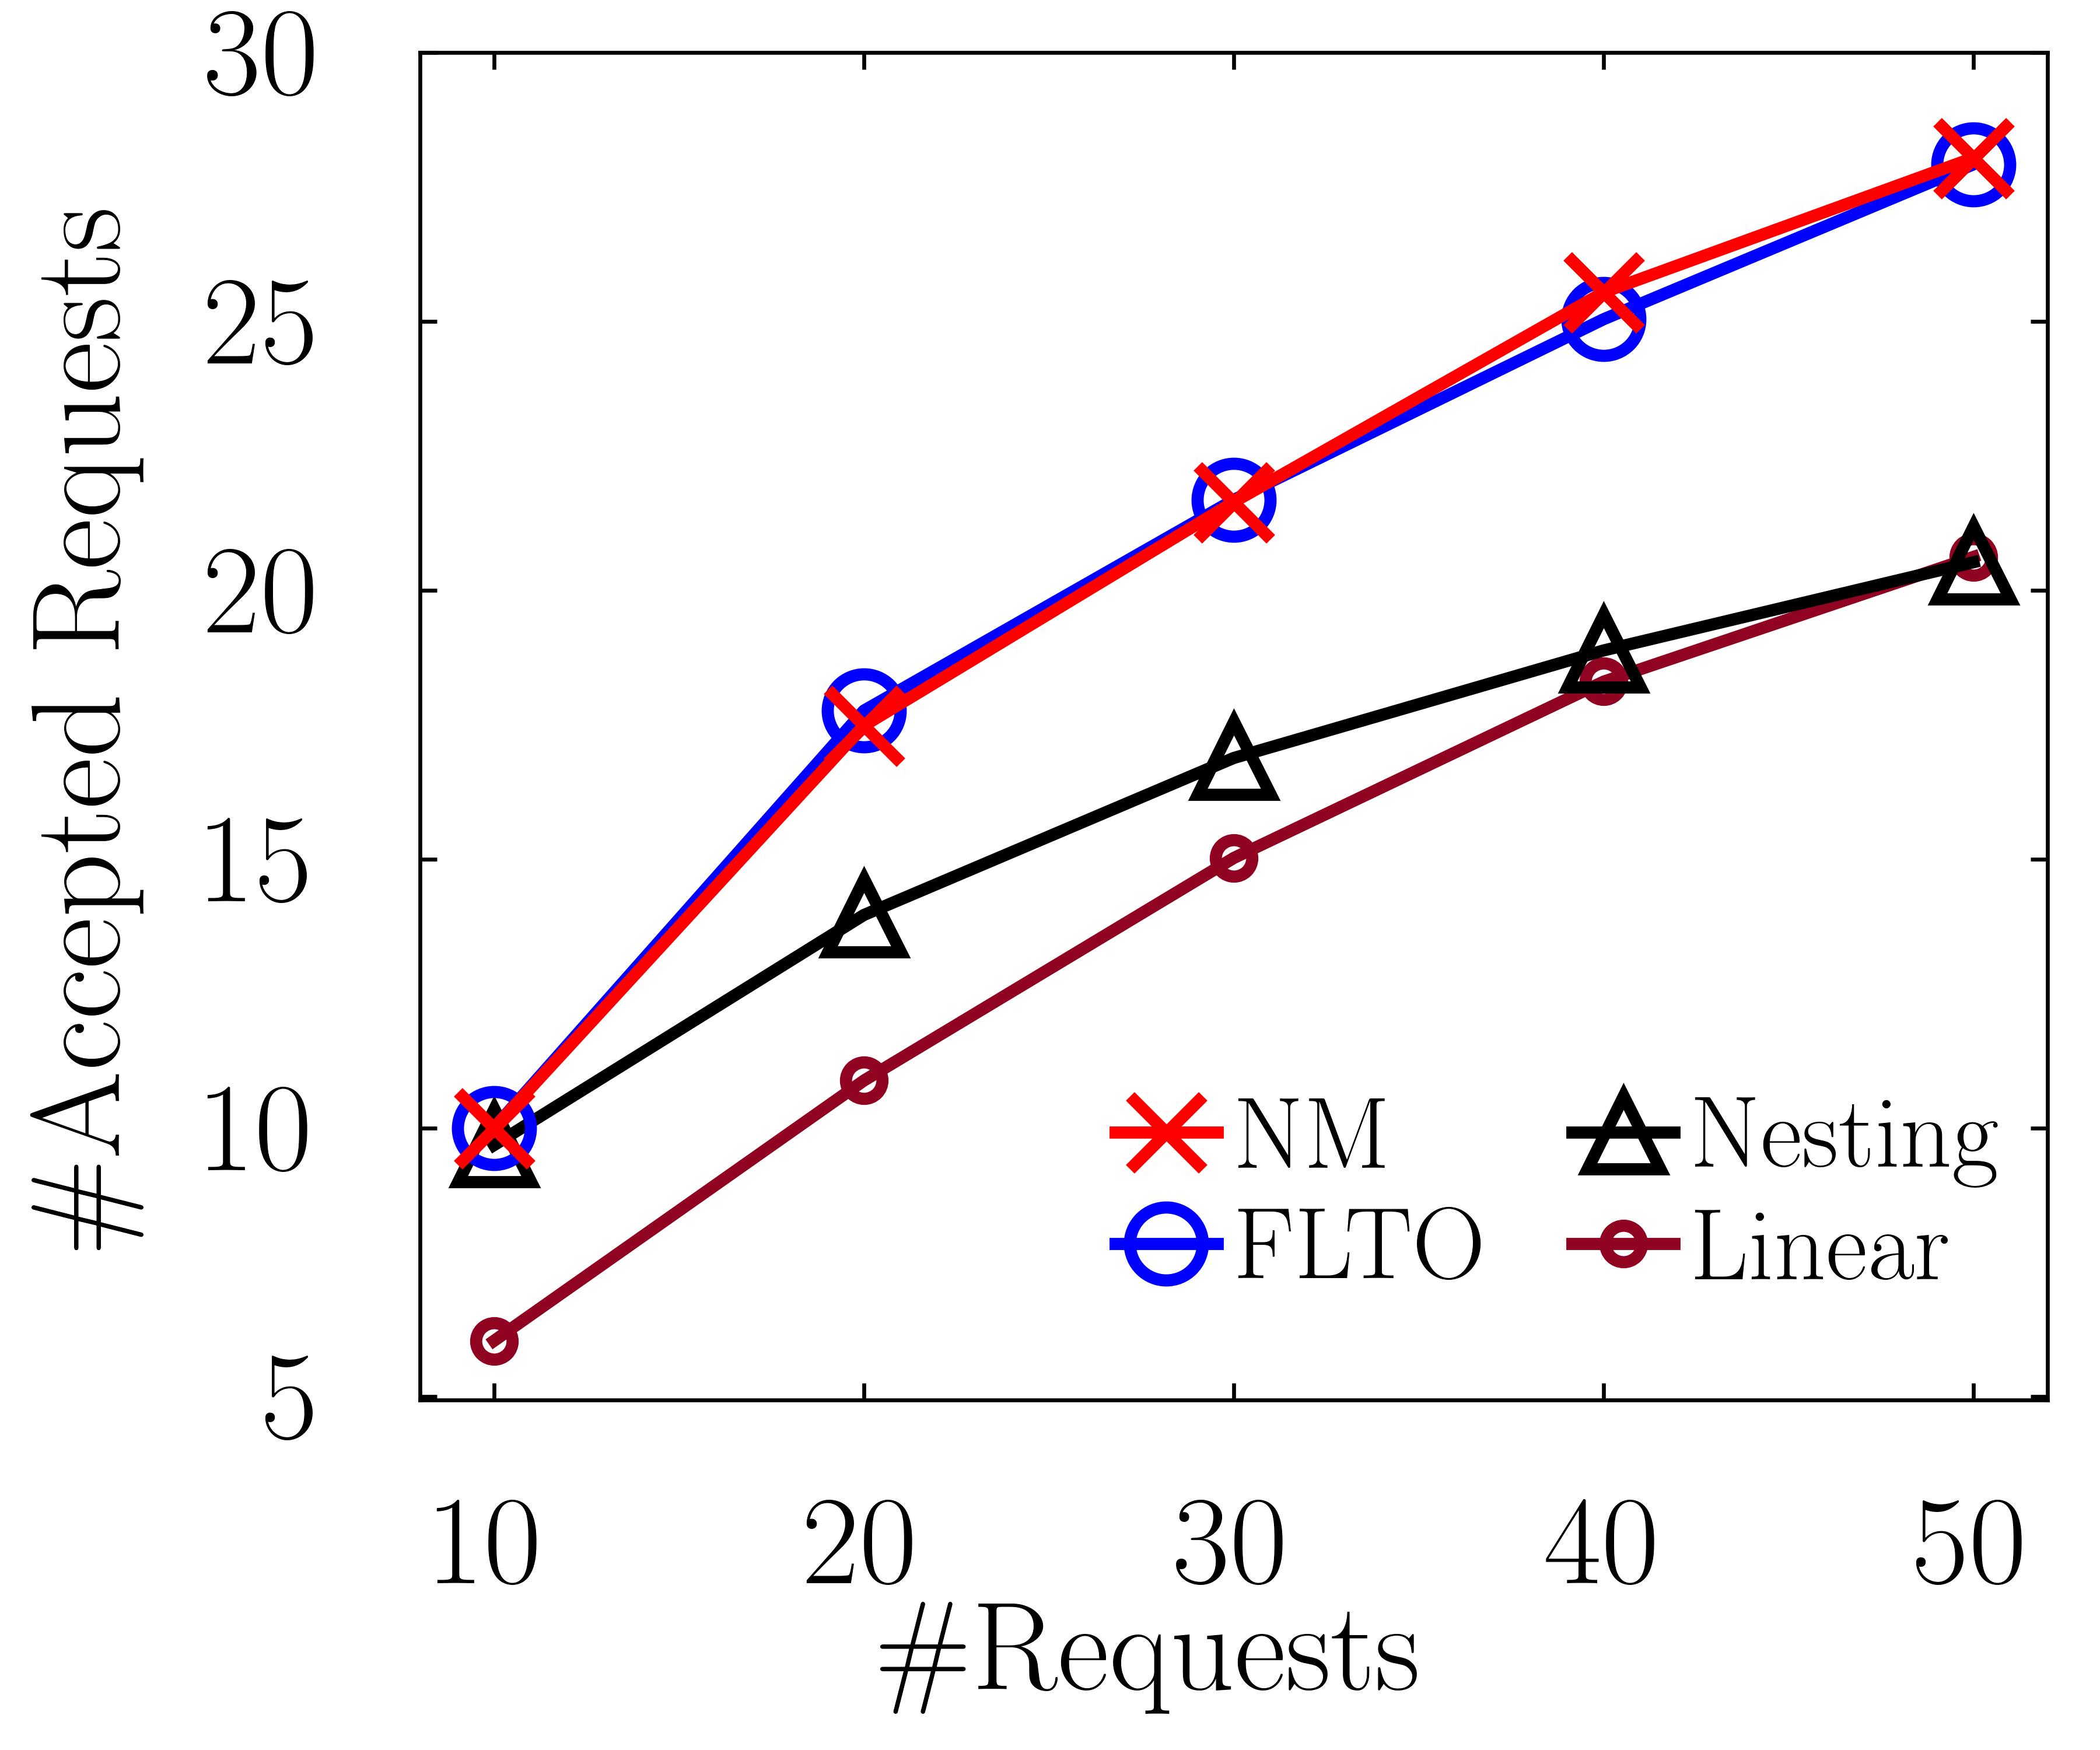 #Accepted Requests
30
25
20
15
10
5
NM
Nesting
FLTO
Linear
10 20 30 40 50
#Requests